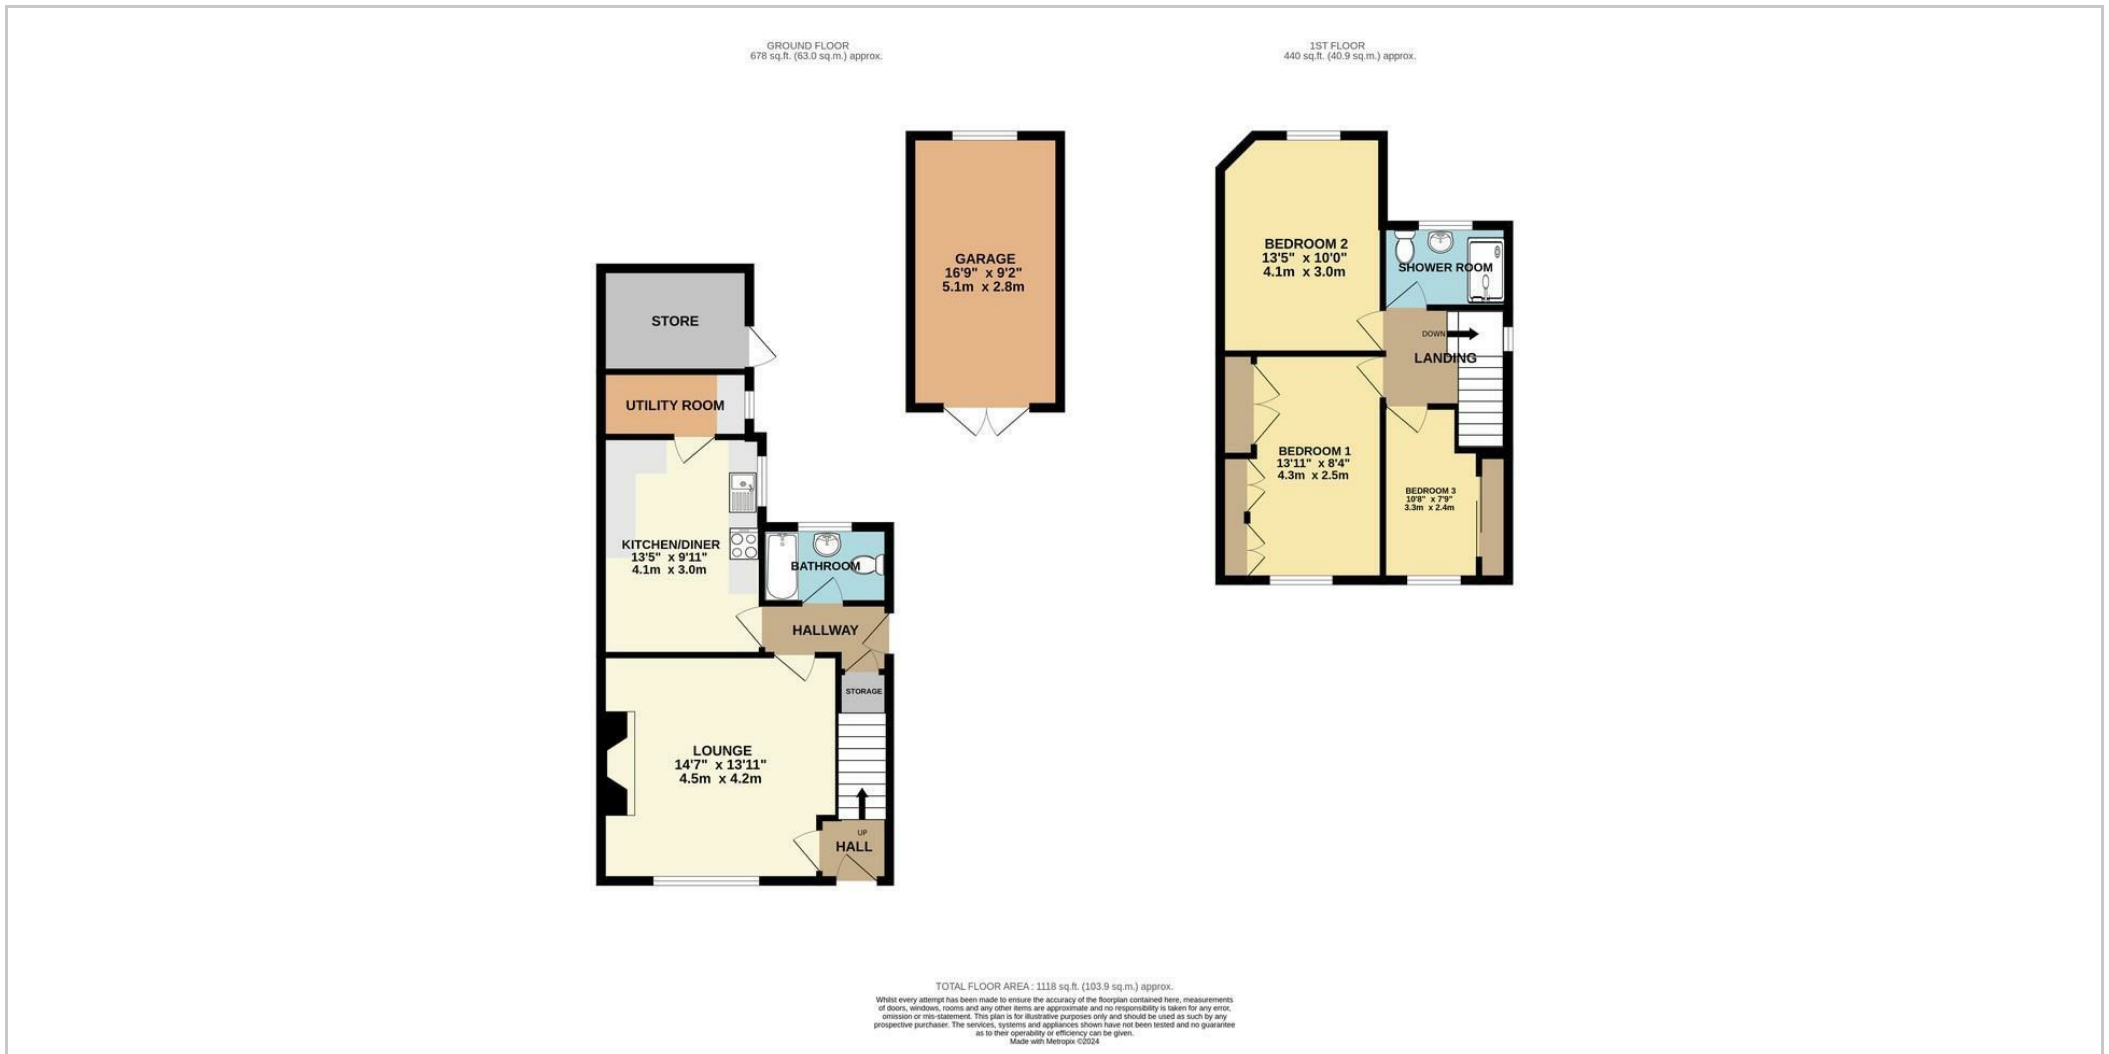 GROUND FLOOR
678 sq.ft. (63.0 sq.m.) approx.
1ST FLOOR
440 sq.ft. (40.9 sq.m.) approx.
GARAGE
16'9" x 9'2"
5.1m x 2.8m
STORE
UTILITY ROOM
KITCHEN/DINER
13'5" x 9'11"
4.1m x 3.0m
BATHROOM
HALLWAY
STORAGE
LOUNGE
14'7" x 13'11"
4.5m x 4.2m
UP
HALL
BEDROOM 2
13'5" x 10'0"
4.1m x 3.0m
SHOWER ROOM
DOWN
LANDING
BEDROOM 1
13'11" x 8'4"
4.3m x 2.5m
BEDROOM 3
10'8" x 7'9"
3.3m x 2.4m
TOTAL FLOOR AREA : 1118 sq.ft. (103.9 sq.m.) approx.
Whilst every attempt has been made to ensure the accuracy of the floorplan contained here, measurements
of doors, windows, rooms and any other items are approximate and no responsibility is taken for any error,
omission or mis-statement. This plan is for illustrative purposes only and should be used as such by any
prospective purchaser. The services, systems and appliances shown have not been tested and no guarantee
as to their operability or efficiency can be given.
Made with Metropix ©2024